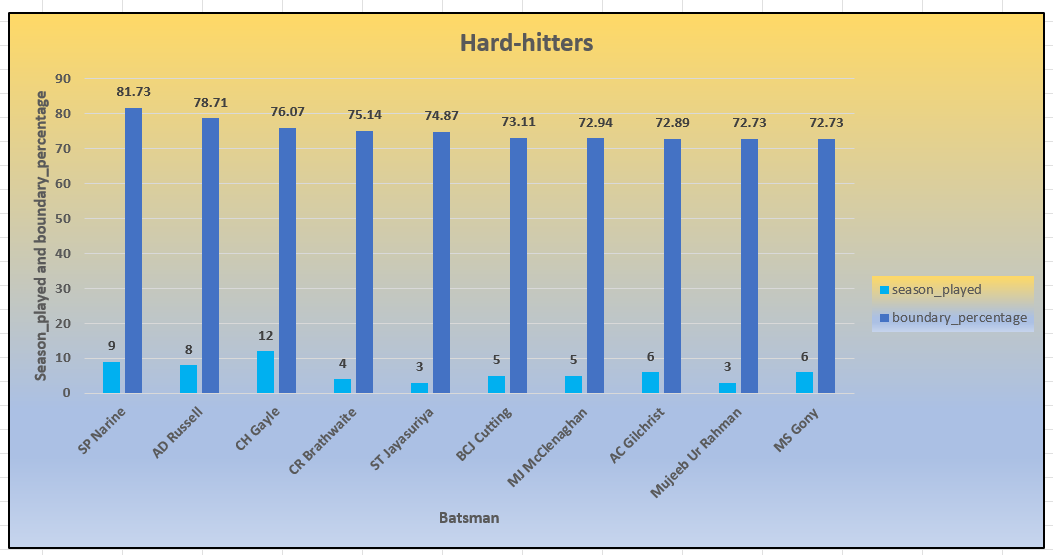 Hard-hitters
Season_played and boundary_percentage
90
80
70
60
50
40
30
20
10
0
81.73
78.71
76.07
75.14
74.87
73.11
72.94
72.89
72.73
72.73
9
8
12
4
3
5
5
6
3
6
SP Narine
AD Russell
CH Gayle
CR Brathwaite
ST Jayasuriya
BCJ Cutting
MJ McClenaghan
AC Gilchrist
Mujeeb Ur Rahman
MS Gony
Batsman
season_played
boundary_percentage